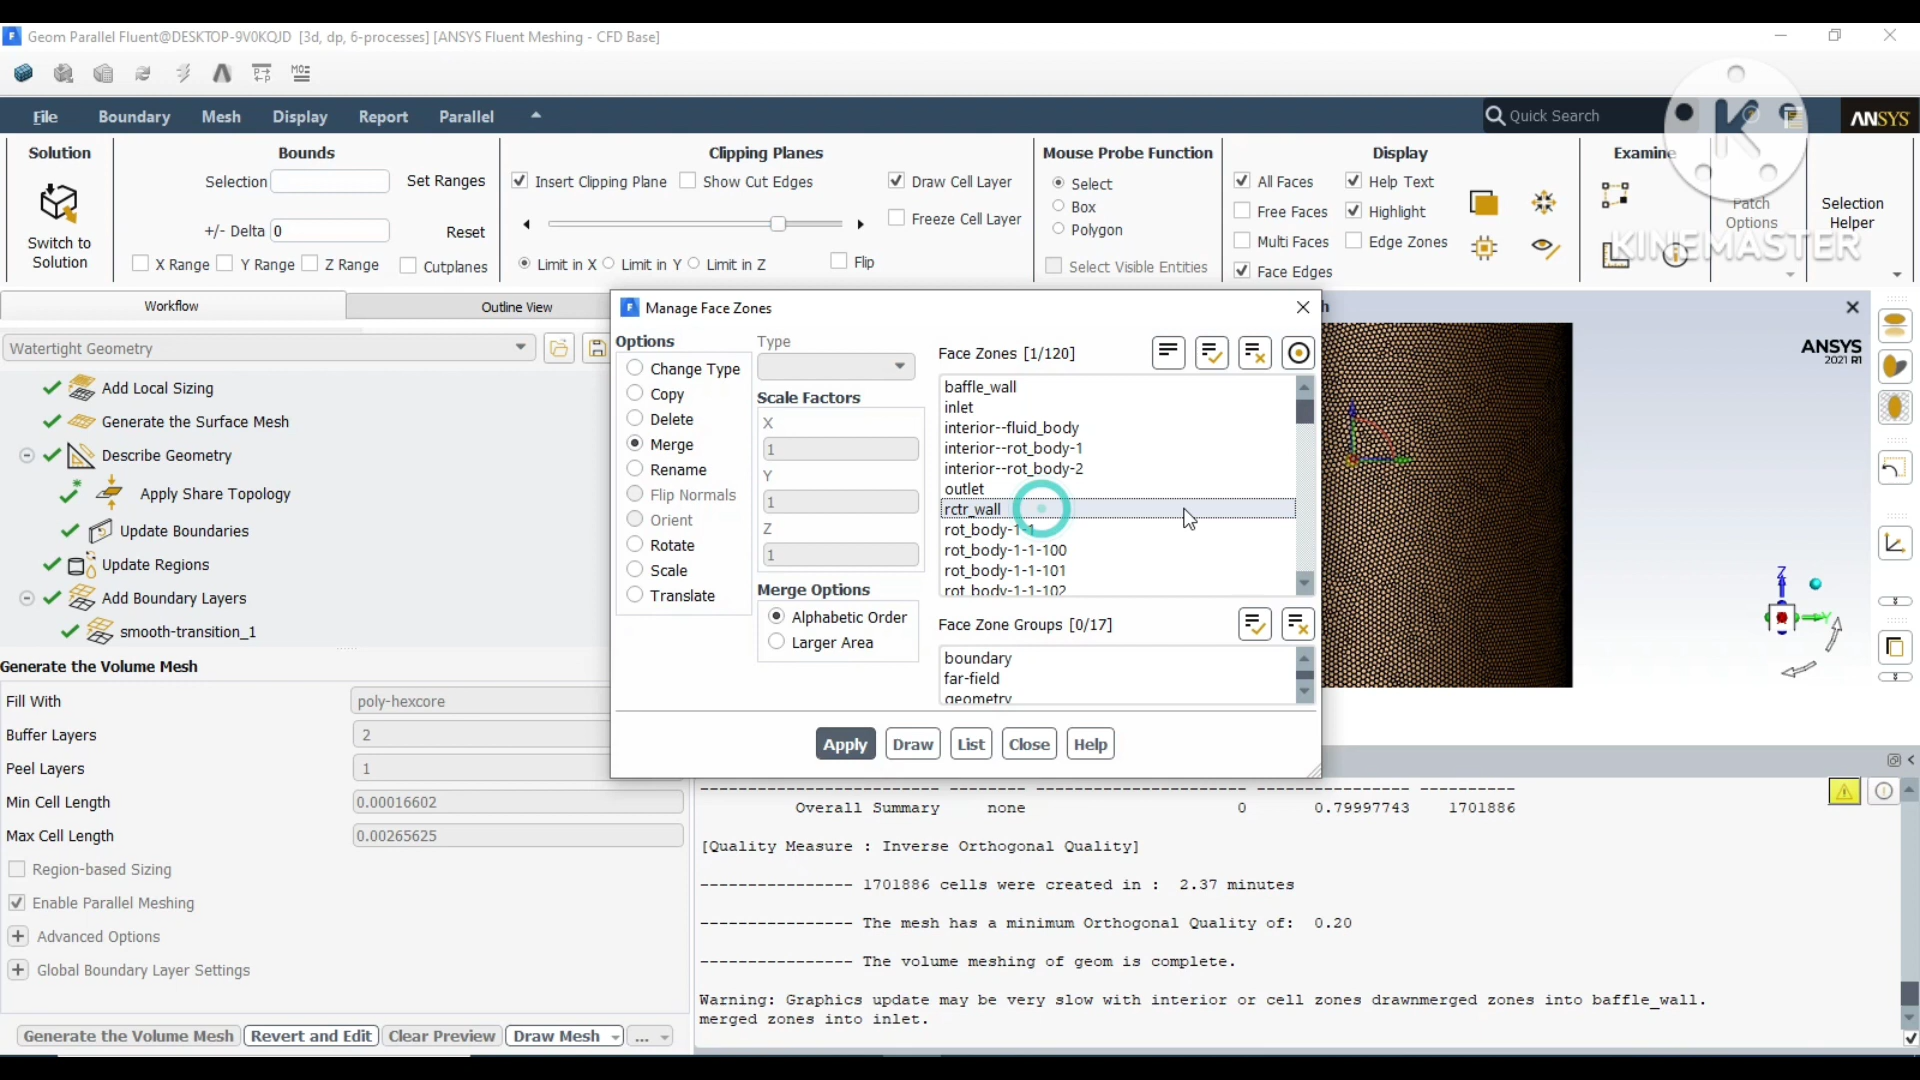 Geom Parallel Fluent@DESKTOP-9V0KQJD [3d, dp, 6-processes] [ANSYS Fluent Meshing - CFD Base]
File Boundary Mesh Display Report Parallel Quick Search ANSYS
Solution Bounds Clipping Planes Mouse Probe Function Display Examine
Selection Set Ranges Insert Clipping Plane Show Cut Edges Draw Cell Layer Select All Faces Help Text
Box Free Faces Highlight Patch Selection
+/- Delta 0 Reset Freeze Cell Layer Polygon Multi Faces Edge Zones Options Helper
Switch to
Solution
X Range Y Range Z Range Cutplanes Limit in X Limit in Y Limit in Z Flip Select Visible Entities Face Edges
KINEMASTER
Workflow Outline View
Watertight Geometry
Add Local Sizing
Generate the Surface Mesh
Describe Geometry
Apply Share Topology
Update Boundaries
Update Regions
Add Boundary Layers
smooth-transition_1
Generate the Volume Mesh
Fill With poly-hexcore
Buffer Layers 2
Peel Layers 1
Min Cell Length 0.00016602
Max Cell Length 0.00265625
Region-based Sizing
Enable Parallel Meshing
Advanced Options
Global Boundary Layer Settings
Generate the Volume Mesh Revert and Edit Clear Preview Draw Mesh ...
Manage Face Zones
Options
Change Type
Copy
Delete
Merge
Rename
Flip Normals
Orient
Rotate
Scale
Translate
Type
Scale Factors
X
1
Y
1
Z
1
Merge Options
Alphabetic Order
Larger Area
Face Zones [1/120]
baffle_wall
inlet
interior--fluid_body
interior--rot_body-1
interior--rot_body-2
outlet
rctr_wall
rot_body-1-1
rot_body-1-1-100
rot_body-1-1-101
rot_body-1-1-102
Face Zone Groups [0/17]
boundary
far-field
geometry
Apply Draw List Close Help
ANSYS
2021 R1
Z
Y
Overall Summary none 0 0.79997743 1701886
[Quality Measure : Inverse Orthogonal Quality]
---------------- 1701886 cells were created in : 2.37 minutes
---------------- The mesh has a minimum Orthogonal Quality of: 0.20
---------------- The volume meshing of geom is complete.
Warning: Graphics update may be very slow with interior or cell zones drawnmerged zones into baffle_wall.
merged zones into inlet.